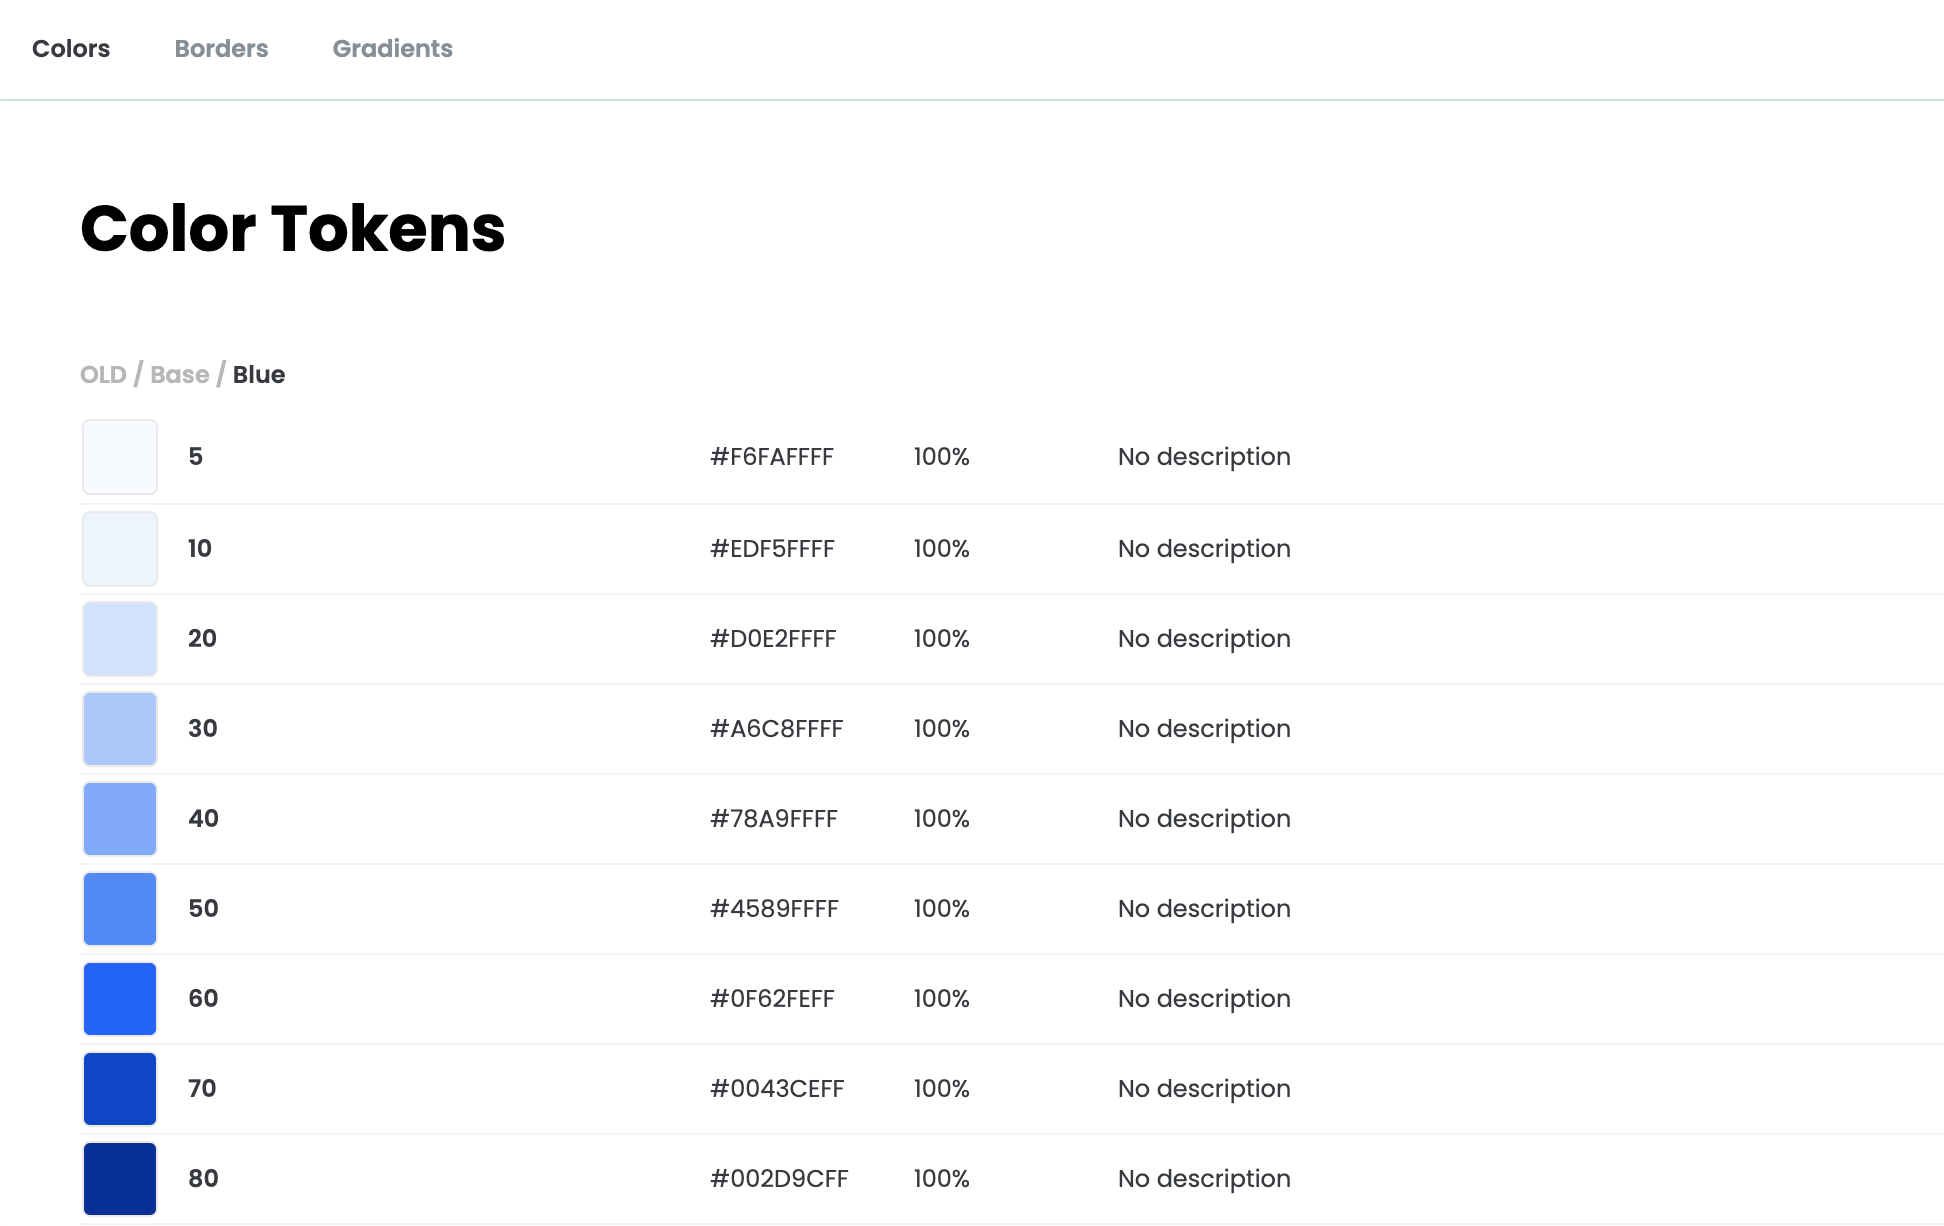 Colors Borders Gradients
Color Tokens
OLD / Base / Blue
5 #F6FAFFFF 100% No description
10 #EDF5FFFF 100% No description
20 #D0E2FFFF 100% No description
30 #A6C8FFFF 100% No description
40 #78A9FFFF 100% No description
50 #4589FFFF 100% No description
60 #0F62FEFF 100% No description
70 #0043CEFF 100% No description
80 #002D9CFF 100% No description